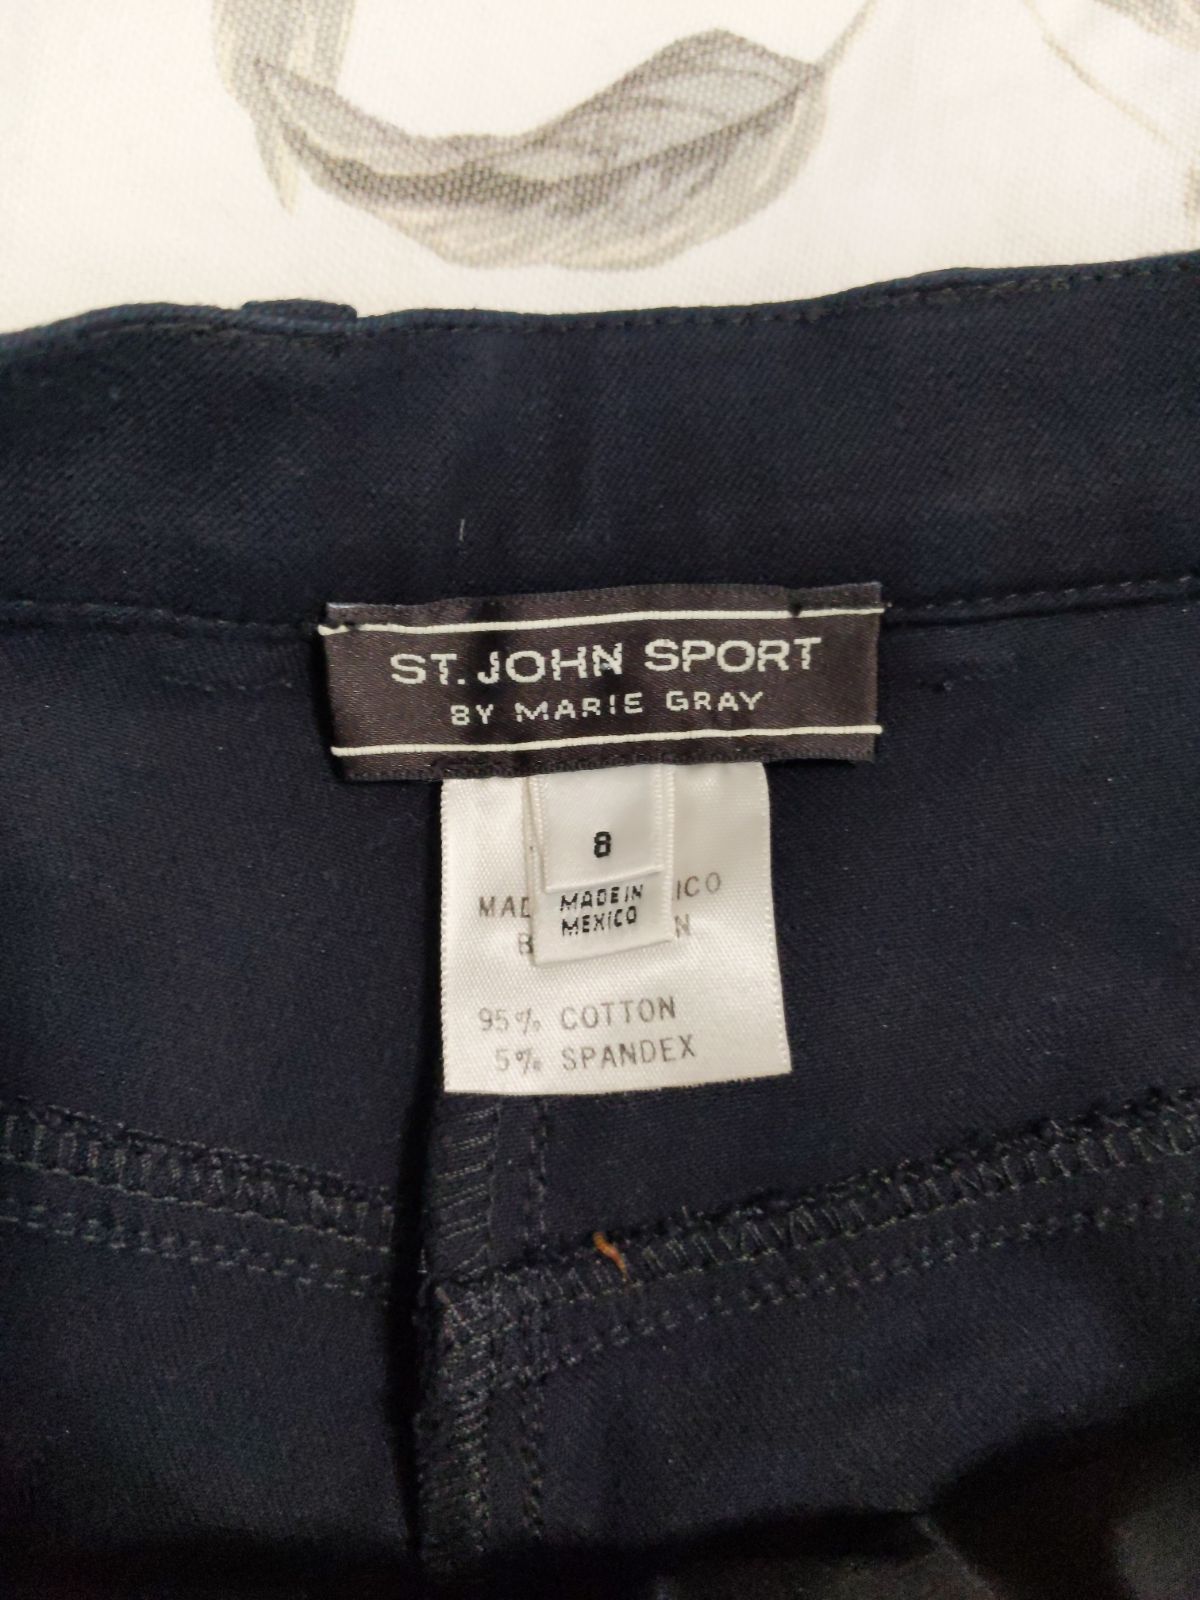 ST. JOHN SPORT
BY MARIE GRAY
8
MADE IN
MEXICO
95% COTTON
5% SPANDEX